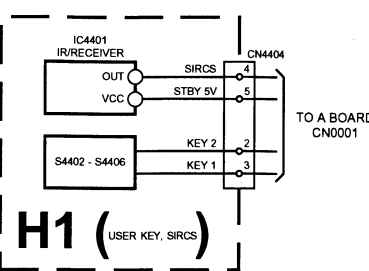 IC4401
IR/RECEIVER
CN4404
OUT
SIRCS
4
VCC
STBY 5V
5
TO A BOARD
CN0001
S4402 - S4406
KEY 2
2
KEY 1
3
H1 (USER KEY, SIRCS)